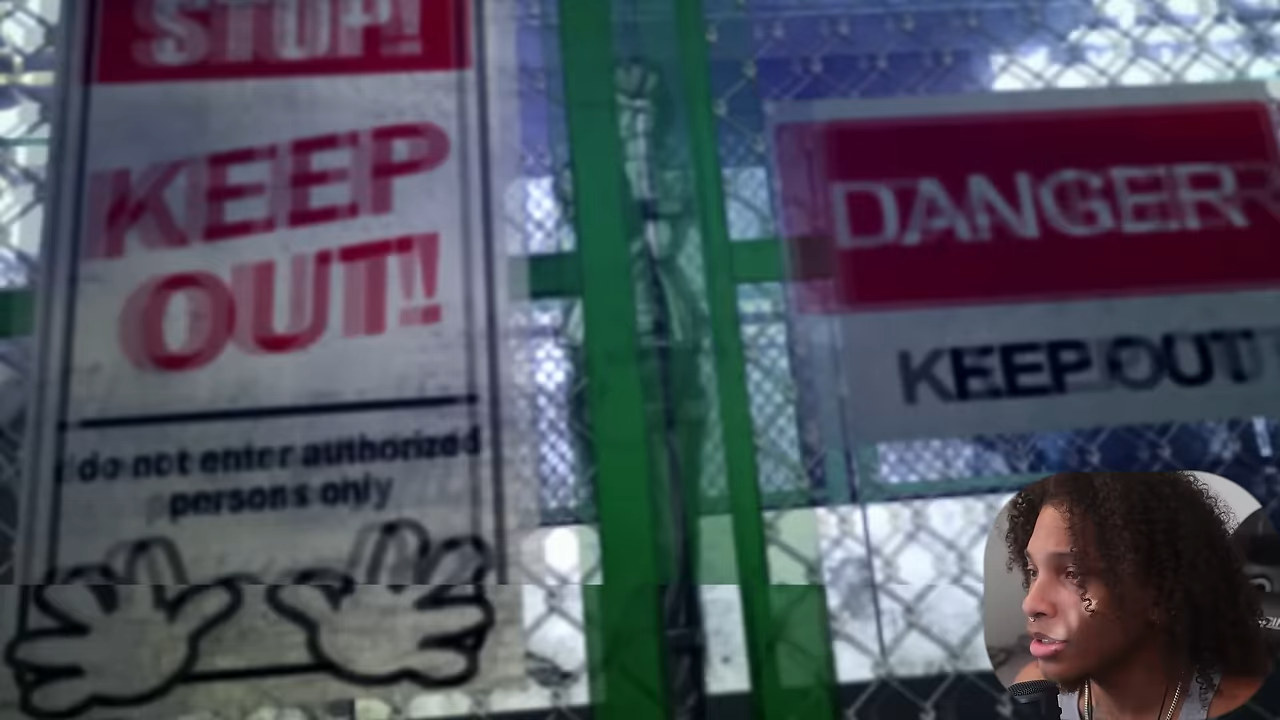 STOP!
KEEP
OUT!!
do not enter authorized
persons only
DANGER
KEEP OUT